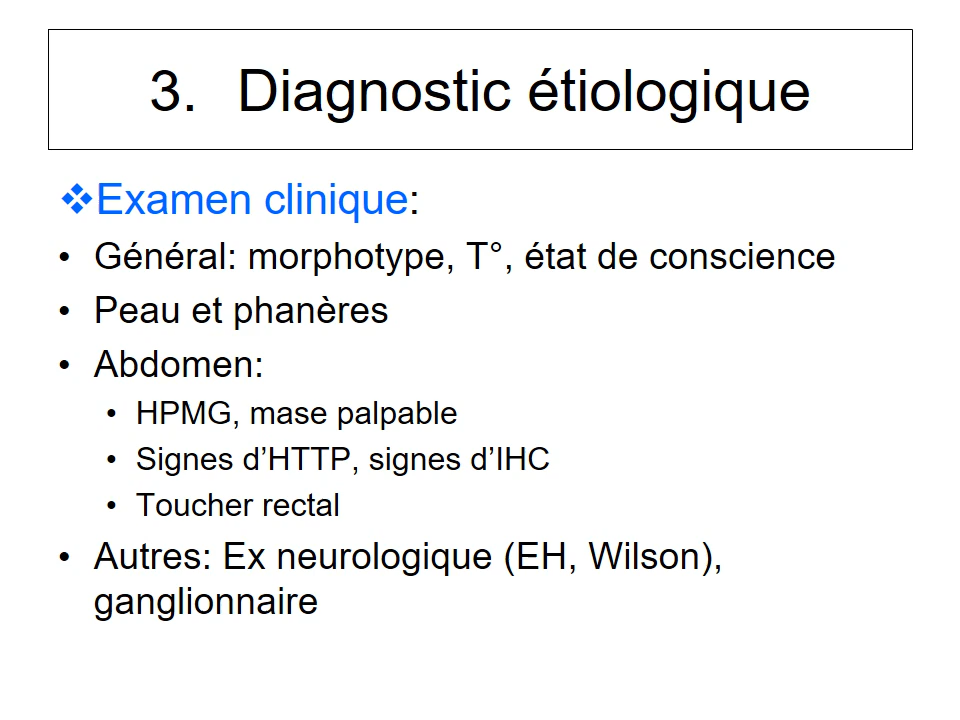 3. Diagnostic étiologique
❖Examen clinique:
• Général: morphotype, T°, état de conscience
• Peau et phanères
• Abdomen:
• HPMG, mase palpable
• Signes d’HTTP, signes d’IHC
• Toucher rectal
• Autres: Ex neurologique (EH, Wilson),
ganglionnaire